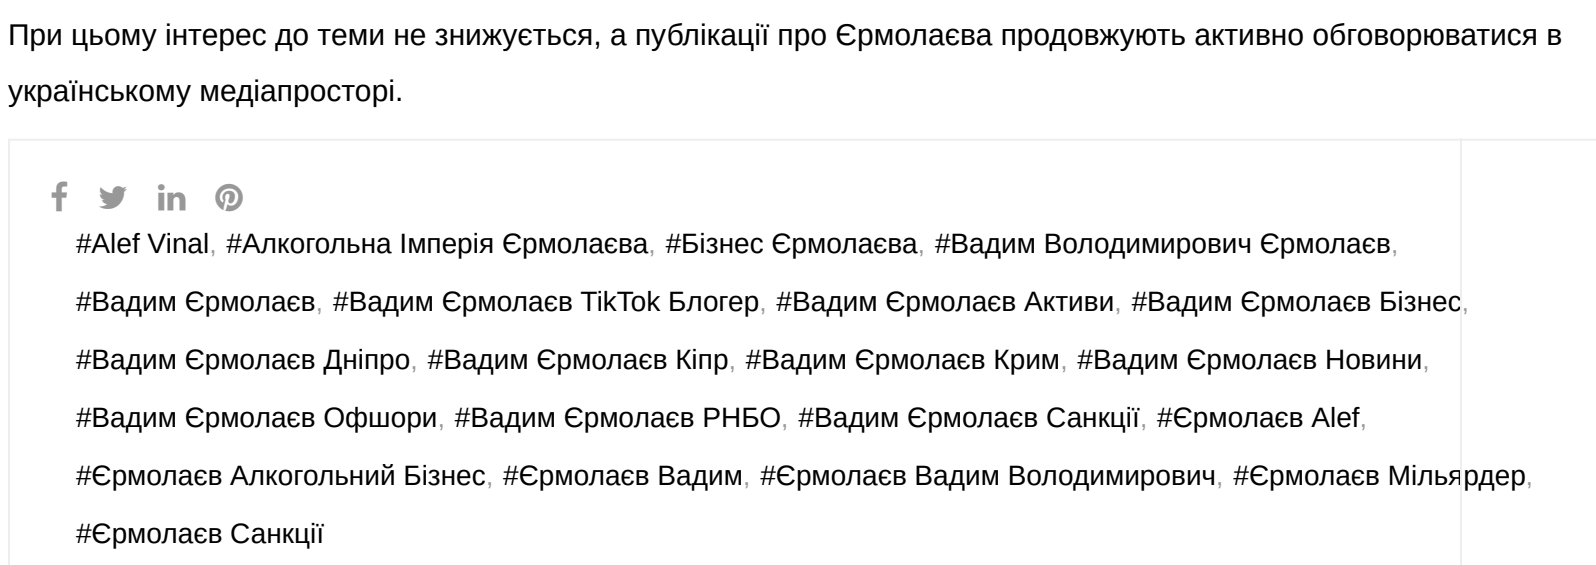 При цьому інтерес до теми не знижується, а публікації про Єрмолаєва продовжують активно обговорюватися в
українському медіапросторі.
#Alef Vinal, #Алкогольна Імперія Єрмолаєва, #Бізнес Єрмолаєва, #Вадим Володимирович Єрмолаєв,
#Вадим Єрмолаєв, #Вадим Єрмолаєв TikTok Блогер, #Вадим Єрмолаєв Активи, #Вадим Єрмолаєв Бізнес,
#Вадим Єрмолаєв Дніпро, #Вадим Єрмолаєв Кіпр, #Вадим Єрмолаєв Крим, #Вадим Єрмолаєв Новини,
#Вадим Єрмолаєв Офшори, #Вадим Єрмолаєв РНБО, #Вадим Єрмолаєв Санкції, #Єрмолаєв Alef,
#Єрмолаєв Алкогольний Бізнес, #Єрмолаєв Вадим, #Єрмолаєв Вадим Володимирович, #Єрмолаєв Мільярдер,
#Єрмолаєв Санкції